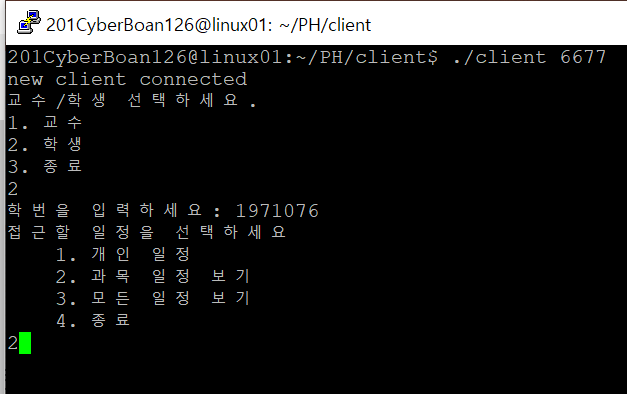 201CyberBoan126@linux01: ~/PH/client
201CyberBoan126@linux01:~/PH/client$ ./client 6677
new client connected
교수/학생 선택하세요.
1. 교수
2. 학생
3. 종료
2
학번을 입력하세요: 1971076
접근할 일정을 선택하세요
1. 개인 일정
2. 과목 일정 보기
3. 모든 일정 보기
4. 종료
2